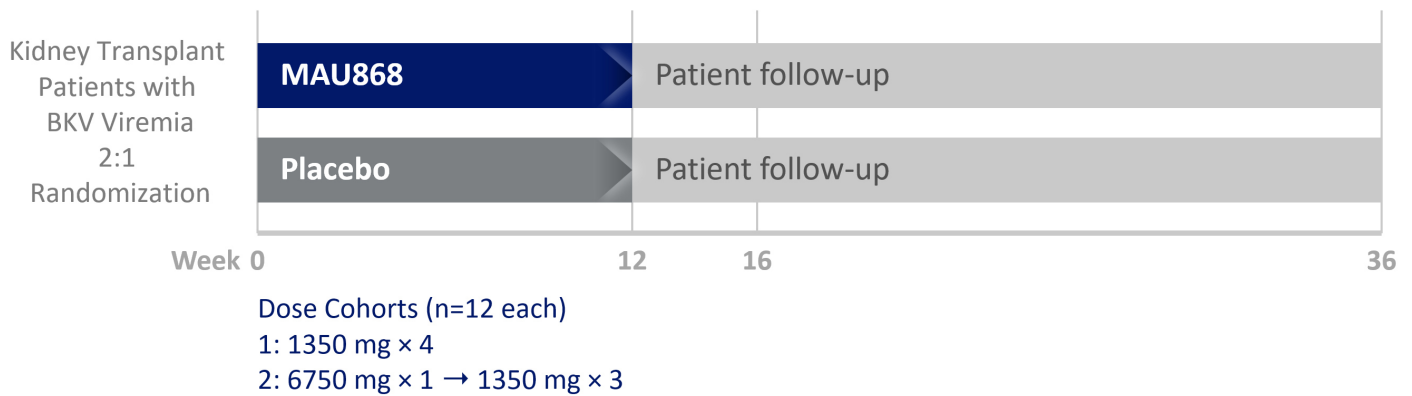 Kidney Transplant
Patients with
BKV Viremia
2:1
Randomization
MAU868
Patient follow-up
Placebo
Patient follow-up
Week 0 12 16 36
Dose Cohorts (n=12 each)
1: 1350 mg × 4
2: 6750 mg × 1 → 1350 mg × 3